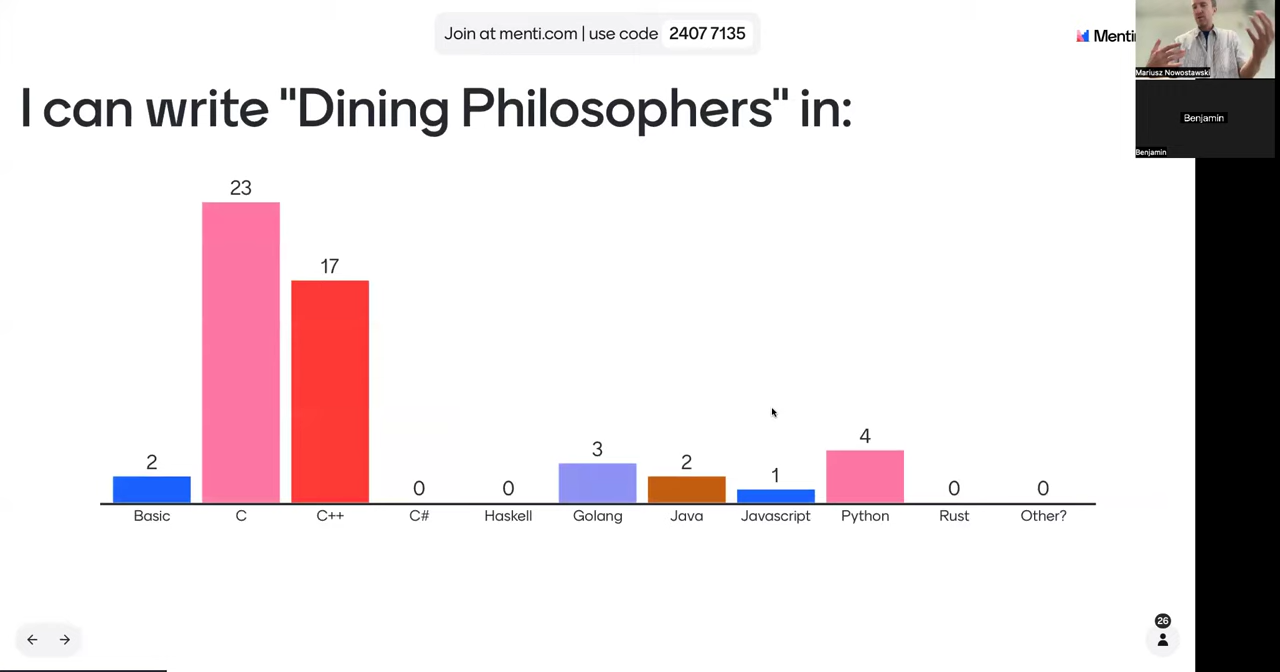 Join at menti.com | use code 2407 7135
Menti
Mariusz Nowostawski
Benjamin
Benjamin
I can write "Dining Philosophers" in:
2
23
17
0
0
3
2
1
4
0
0
Basic
C
C++
C#
Haskell
Golang
Java
Javascript
Python
Rust
Other?
26